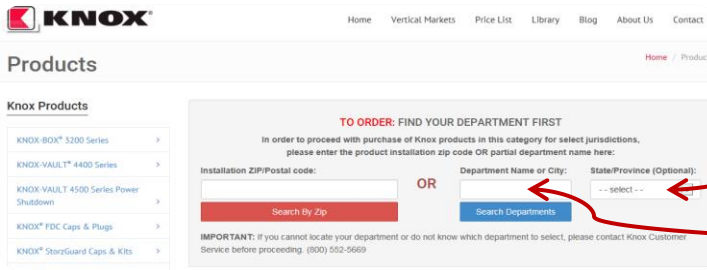 KNOX®
Home Vertical Markets Price List Library Blog About Us Contact
Products
Home / Produc
Knox Products
KNOX-BOX® 3200 Series >
KNOX-VAULT® 4400 Series >
KNOX-VAULT 4500 Series Power
Shutdown >
KNOX® FDC Caps & Plugs >
KNOX® StorzGuard Caps & Kits >
TO ORDER: FIND YOUR DEPARTMENT FIRST
In order to proceed with purchase of Knox products in this category for select jurisdictions,
please enter the product installation zip code OR partial department name here:
Installation ZIP/Postal code:
OR
Department Name or City:
State/Province (Optional):
- - select - -
Search By Zip
Search Departments
IMPORTANT: If you cannot locate your department or do not know which department to select, please contact Knox Customer
Service before proceeding. (800) 552-5669